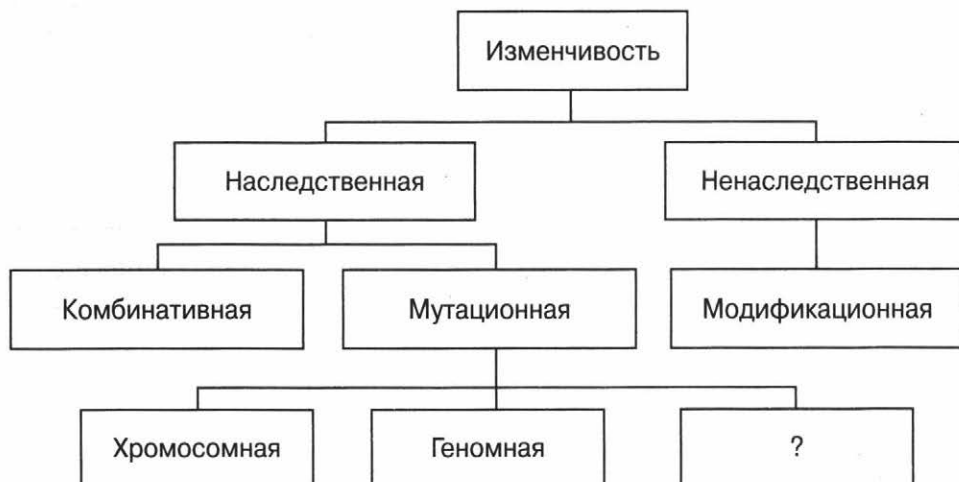 Изменчивость
Наследственная
Ненаследственная
Комбинативная
Мутационная
Модификационная
Хромосомная
Геномная
?